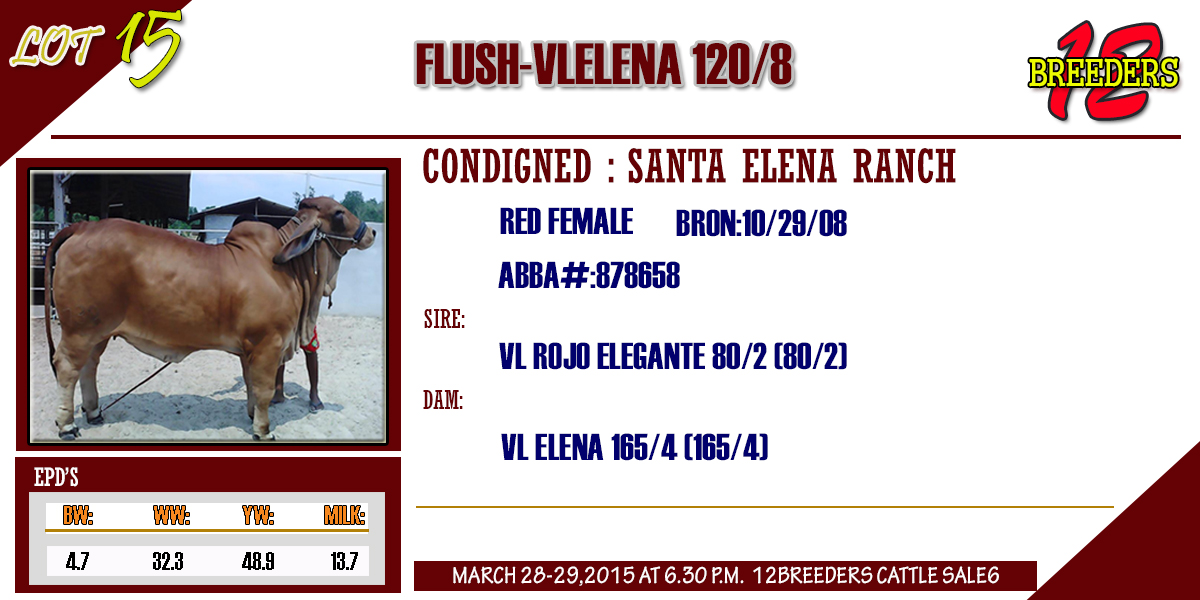 LOT 15
FLUSH-VLELENA 120/8
12
BREEDERS
CONDIGNED : SANTA ELENA RANCH
RED FEMALE BRON:10/29/08
ABBA#:878658
SIRE:
VL ROJO ELEGANTE 80/2 (80/2)
DAM:
VL ELENA 165/4 (165/4)
EPD'S
BW: WW: YW: MILK:
4.7 32.3 48.9 13.7
MARCH 28-29,2015 AT 6.30 P.M. 12BREEDERS CATTLE SALE6